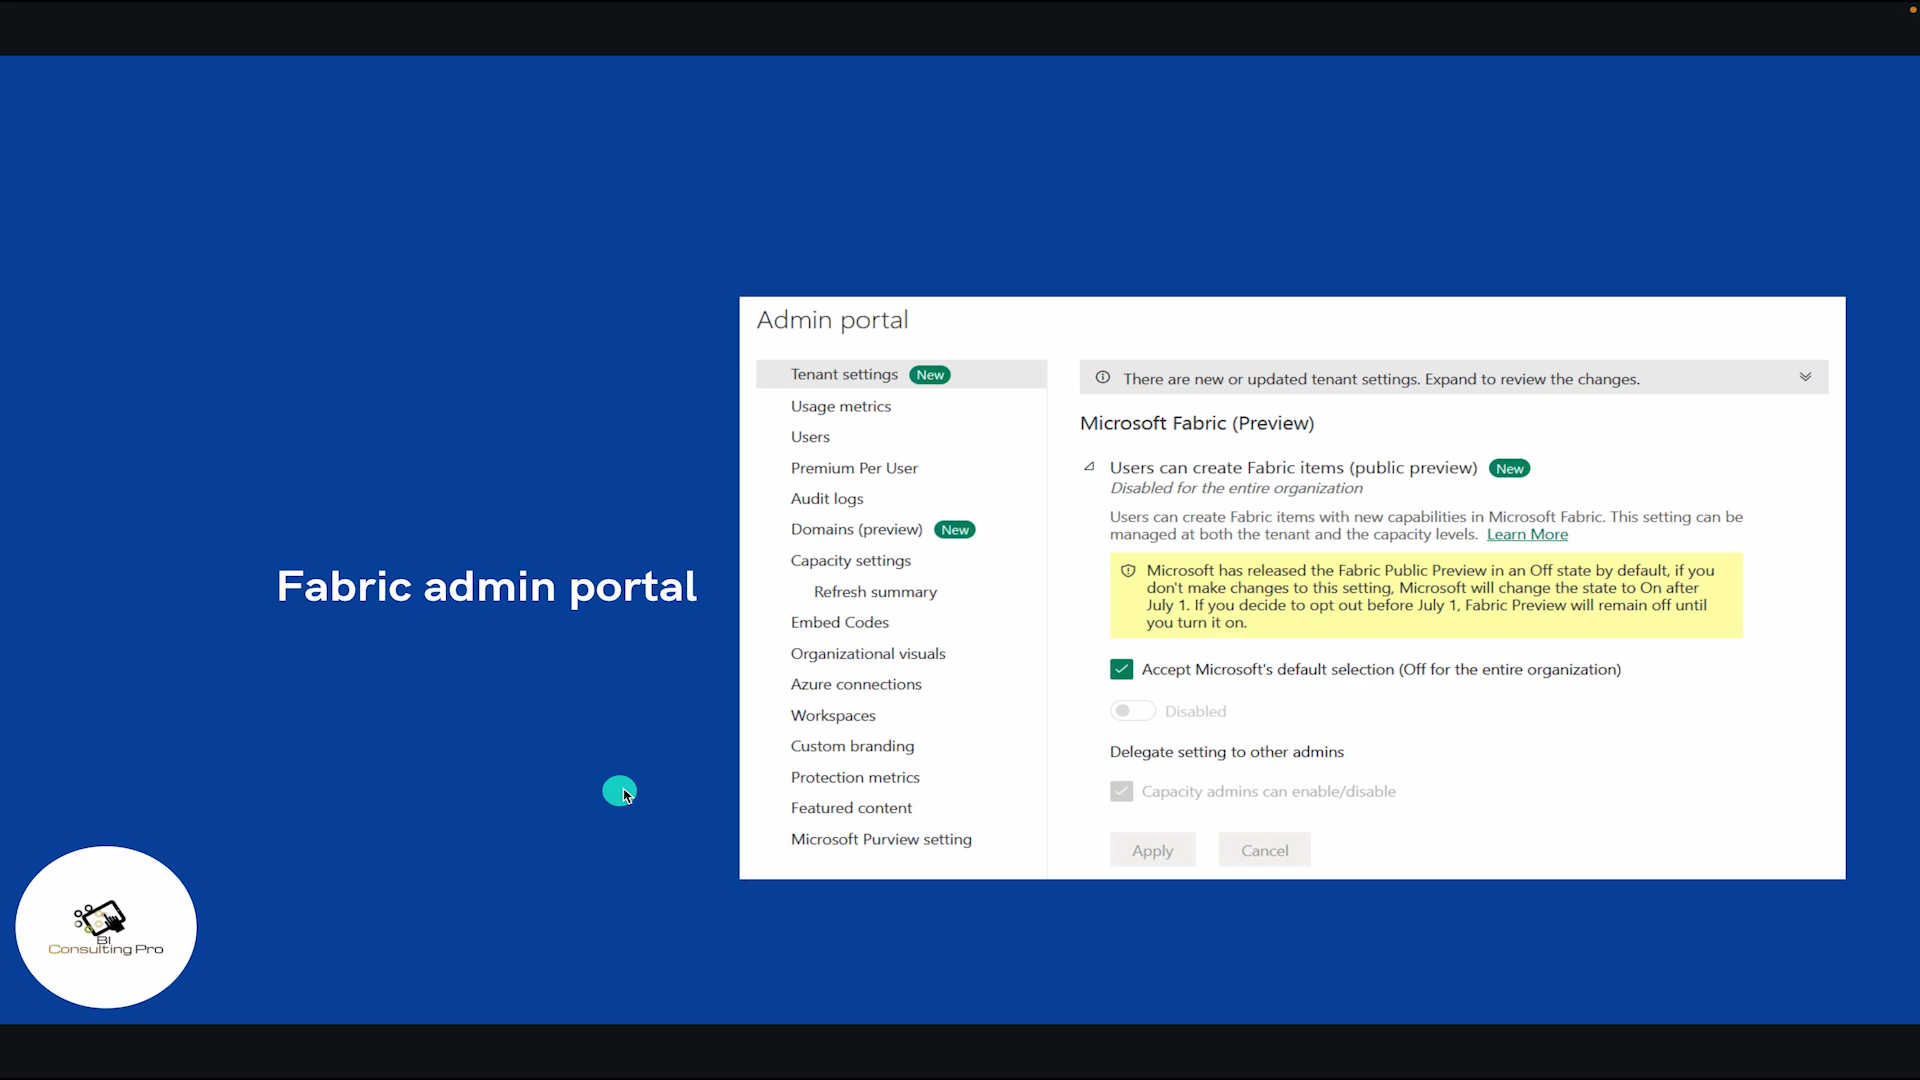 Fabric admin portal
Admin portal
Tenant settings New
Usage metrics
Users
Premium Per User
Audit logs
Domains (preview) New
Capacity settings
Refresh summary
Embed Codes
Organizational visuals
Azure connections
Workspaces
Custom branding
Protection metrics
Featured content
Microsoft Purview setting
There are new or updated tenant settings. Expand to review the changes.
Microsoft Fabric (Preview)
Users can create Fabric items (public preview) New
Disabled for the entire organization
Users can create Fabric items with new capabilities in Microsoft Fabric. This setting can be
managed at both the tenant and the capacity levels. Learn More
Microsoft has released the Fabric Public Preview in an Off state by default, if you
don't make changes to this setting, Microsoft will change the state to On after
July 1. If you decide to opt out before July 1, Fabric Preview will remain off until
you turn it on.
Accept Microsoft's default selection (Off for the entire organization)
Disabled
Delegate setting to other admins
Capacity admins can enable/disable
Apply Cancel
BI
Consulting Pro